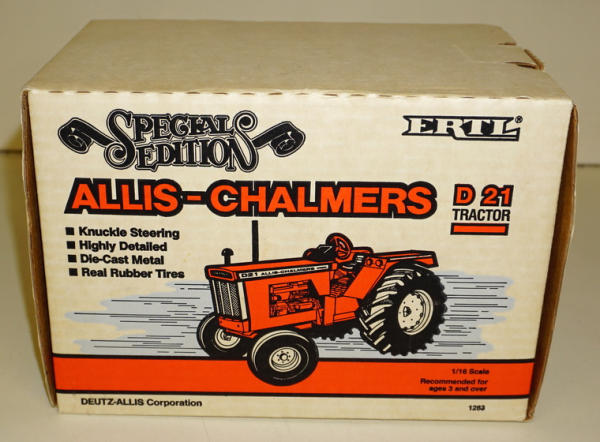 SPECIAL EDITION
ERTL®
ALLIS-CHALMERS
D 21
TRACTOR
■ Knuckle Steering
■ Highly Detailed
■ Die-Cast Metal
■ Real Rubber Tires
D21 ALLIS-CHALMERS
1/16 Scale
Recommended for
ages 3 and over
DEUTZ-ALLIS Corporation
1283